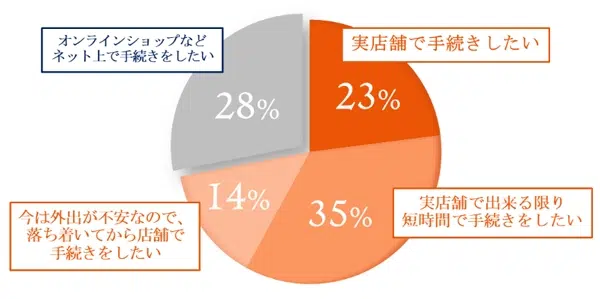 オンラインショップなど
ネット上で手続きをしたい
28%
実店舗で手続きしたい
23%
実店舗で出来る限り
短時間で手続きをしたい
35%
今は外出が不安なので、
落ち着いてから店舗で
手続きをしたい
14%